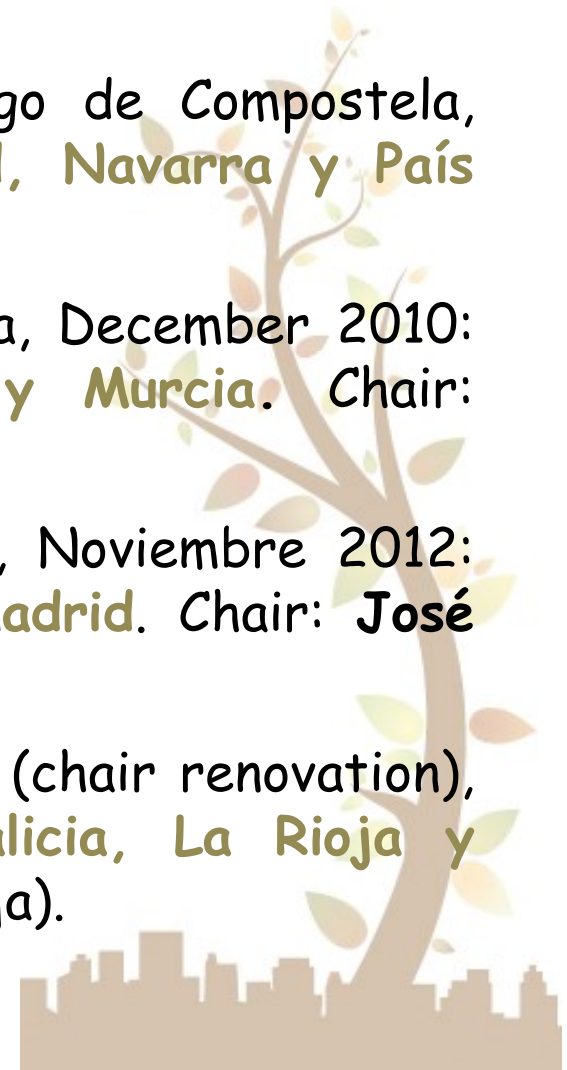 go de Compostela,
, Navarra y País
a, December 2010:
y Murcia. Chair:
, Noviembre 2012:
adrid. Chair: José
(chair renovation),
alicia, La Rioja y
a).